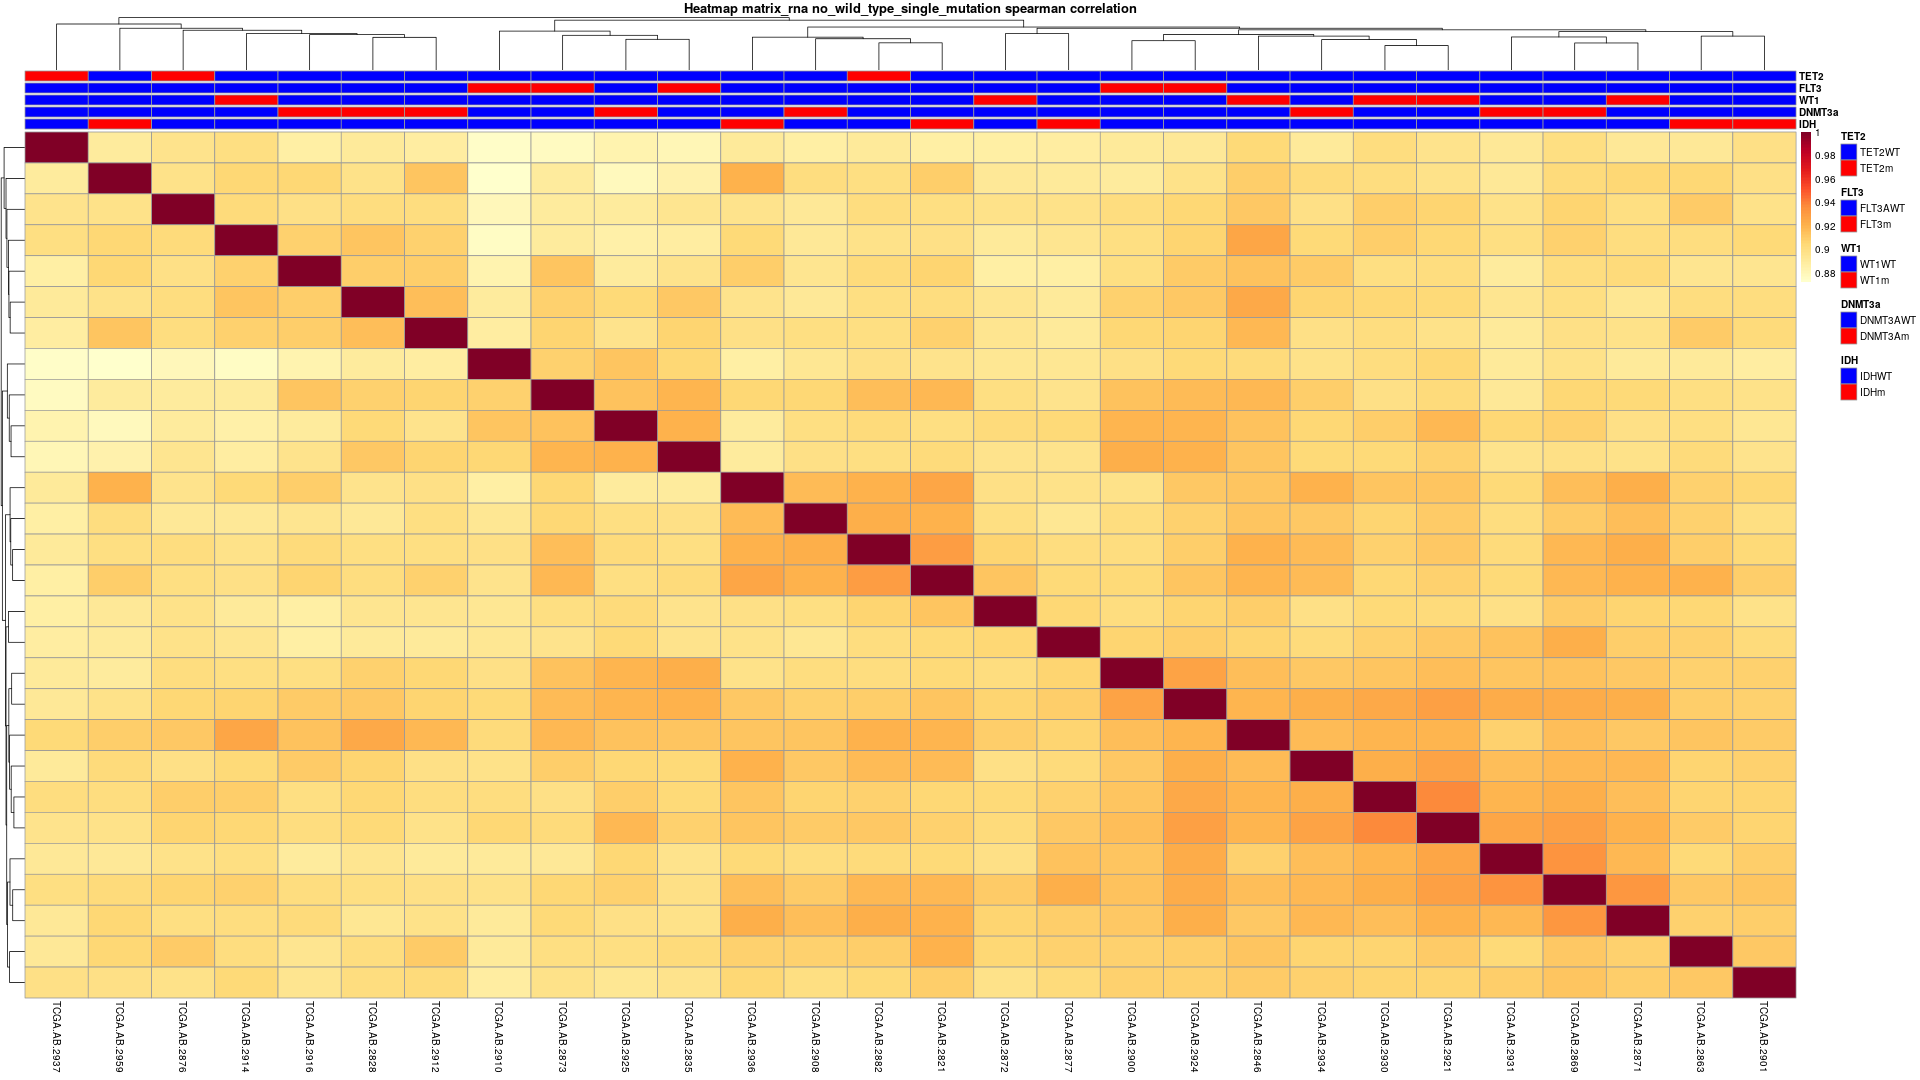 Heatmap matrix_rna no_wild_type_single_mutation spearman correlation
TET2
FLT3
WT1
DNMT3a
IDH
1
0.98
0.96
0.94
0.92
0.9
0.88
TET2
TET2WT
TET2m
FLT3
FLT3AWT
FLT3m
WT1
WT1WT
WT1m
DNMT3a
DNMT3AWT
DNMT3Am
IDH
IDHWT
IDHm
TCGA.AB.2937
TCGA.AB.2959
TCGA.AB.2876
TCGA.AB.2914
TCGA.AB.2916
TCGA.AB.2828
TCGA.AB.2912
TCGA.AB.2910
TCGA.AB.2873
TCGA.AB.2925
TCGA.AB.2835
TCGA.AB.2936
TCGA.AB.2908
TCGA.AB.2882
TCGA.AB.2821
TCGA.AB.2872
TCGA.AB.2877
TCGA.AB.2900
TCGA.AB.2924
TCGA.AB.2846
TCGA.AB.2934
TCGA.AB.2930
TCGA.AB.2921
TCGA.AB.2931
TCGA.AB.2869
TCGA.AB.2871
TCGA.AB.2863
TCGA.AB.2901